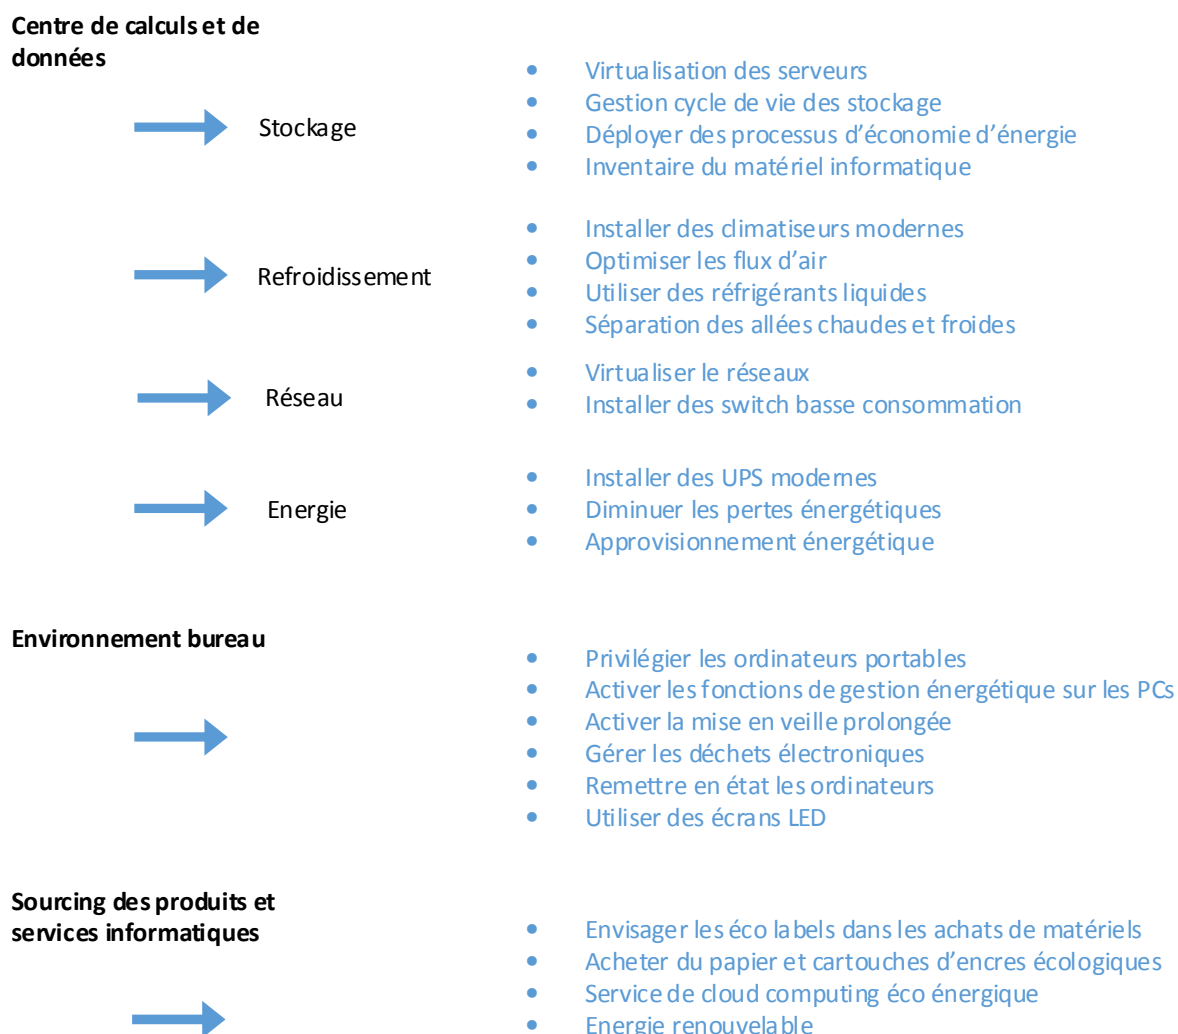 Centre de calculs et de
données
Stockage
• Virtualisation des serveurs
• Gestion cycle de vie des stockage
• Déployer des processus d’économie d’énergie
• Inventaire du matériel informatique
Refroidissement
• Installer des climatiseurs modernes
• Optimiser les flux d’air
• Utiliser des réfrigérants liquides
• Séparation des allées chaudes et froides
Réseau
• Virtualiser le réseaux
• Installer des switch basse consommation
Energie
• Installer des UPS modernes
• Diminuer les pertes énergétiques
• Approvisionnement énergétique
Environnement bureau
• Privilégier les ordinateurs portables
• Activer les fonctions de gestion énergétique sur les PCs
• Activer la mise en veille prolongée
• Gérer les déchets électroniques
• Remettre en état les ordinateurs
• Utiliser des écrans LED
Sourcing des produits et
services informatiques
• Envisager les éco labels dans les achats de matériels
• Acheter du papier et cartouches d’encres écologiques
• Service de cloud computing éco énergique
• Energie renouvelable